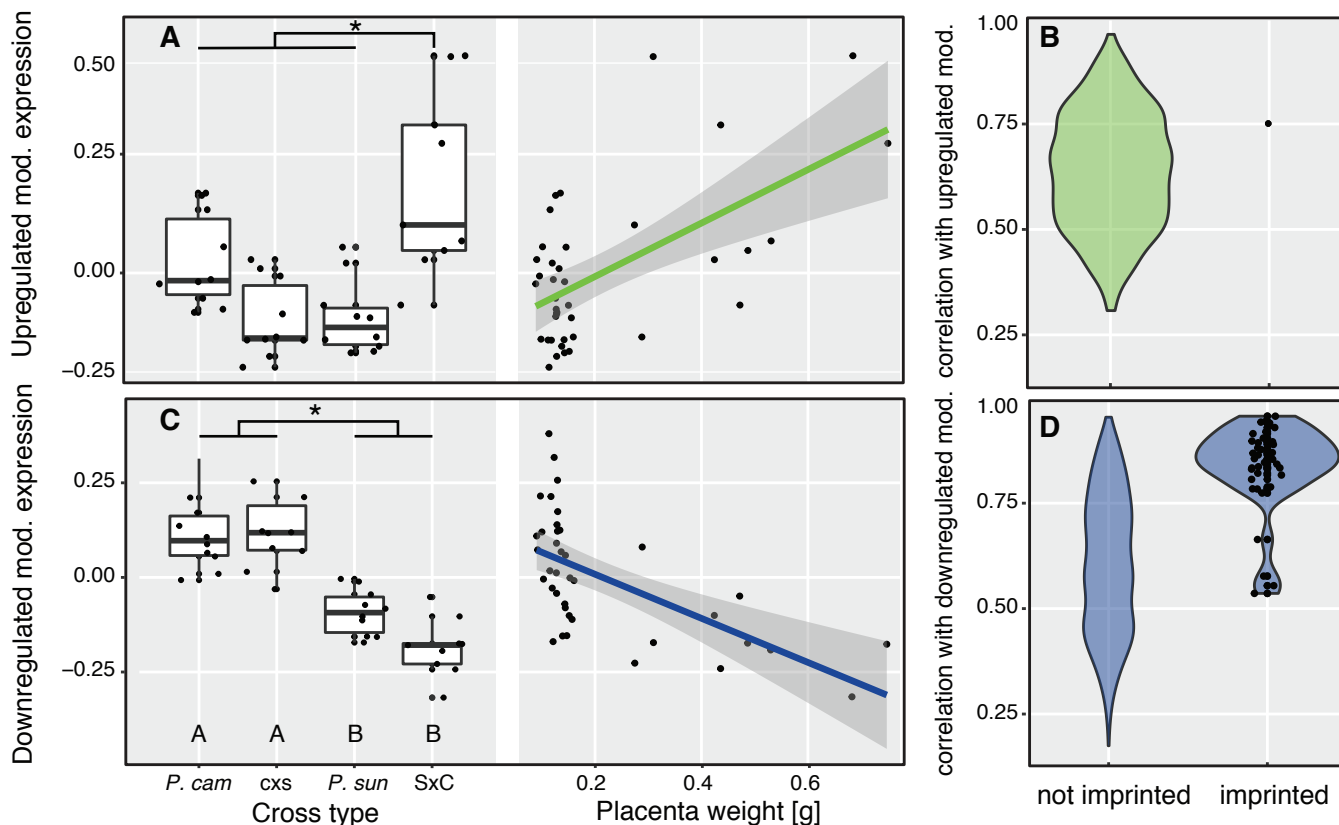 A
*
Upregulated mod. expression
0.50
0.25
0.00
−0.25
B
correlation with upregulated mod.
1.00
0.75
0.50
0.25
C
*
Downregulated mod. expression
0.25
0.00
−0.25
A A B B
P. cam cxs P. sun SxC
Cross type
0.2 0.4 0.6
Placenta weight [g]
D
correlation with downregulated mod.
1.00
0.75
0.50
0.25
not imprinted imprinted